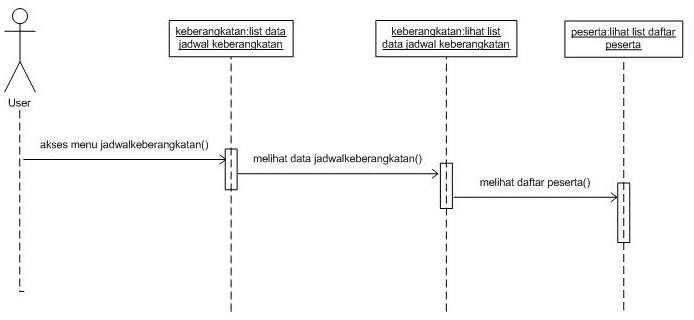 keberangkatan:list data
jadwal keberangkatan
keberangkatan:lihat list
data jadwal keberangkatan
peserta:lihat list daftar
peserta
User
akses menu jadwalkeberangkatan()
melihat data jadwalkeberangkatan()
melihat daftar peserta()